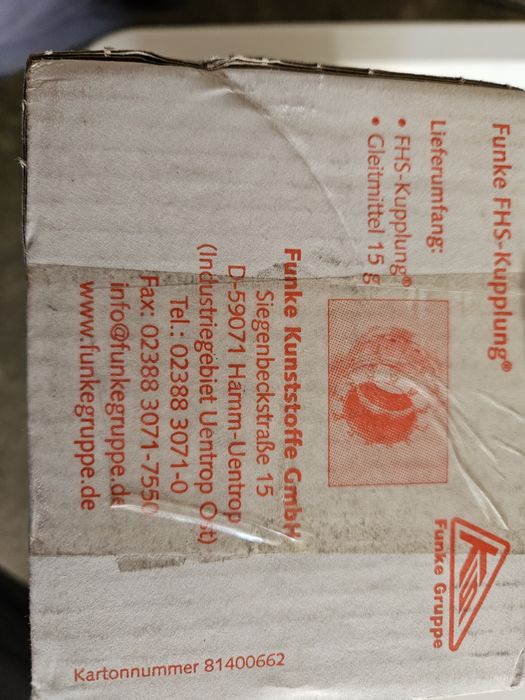 Funke FHS-Kupplung®
Lieferumfang:
• FHS-Kupplung®
• Gleitmittel 15 g
Funke Gruppe
Funke Kunststoffe GmbH
Siegenbeckstraße 15
D-59071 Hamm-Uentrop
(Industriegebiet Uentrop Ost)
Tel.: 02388 3071-0
Fax: 02388 3071-7550
info@funkegruppe.de
www.funkegruppe.de
Kartonnummer 81400662